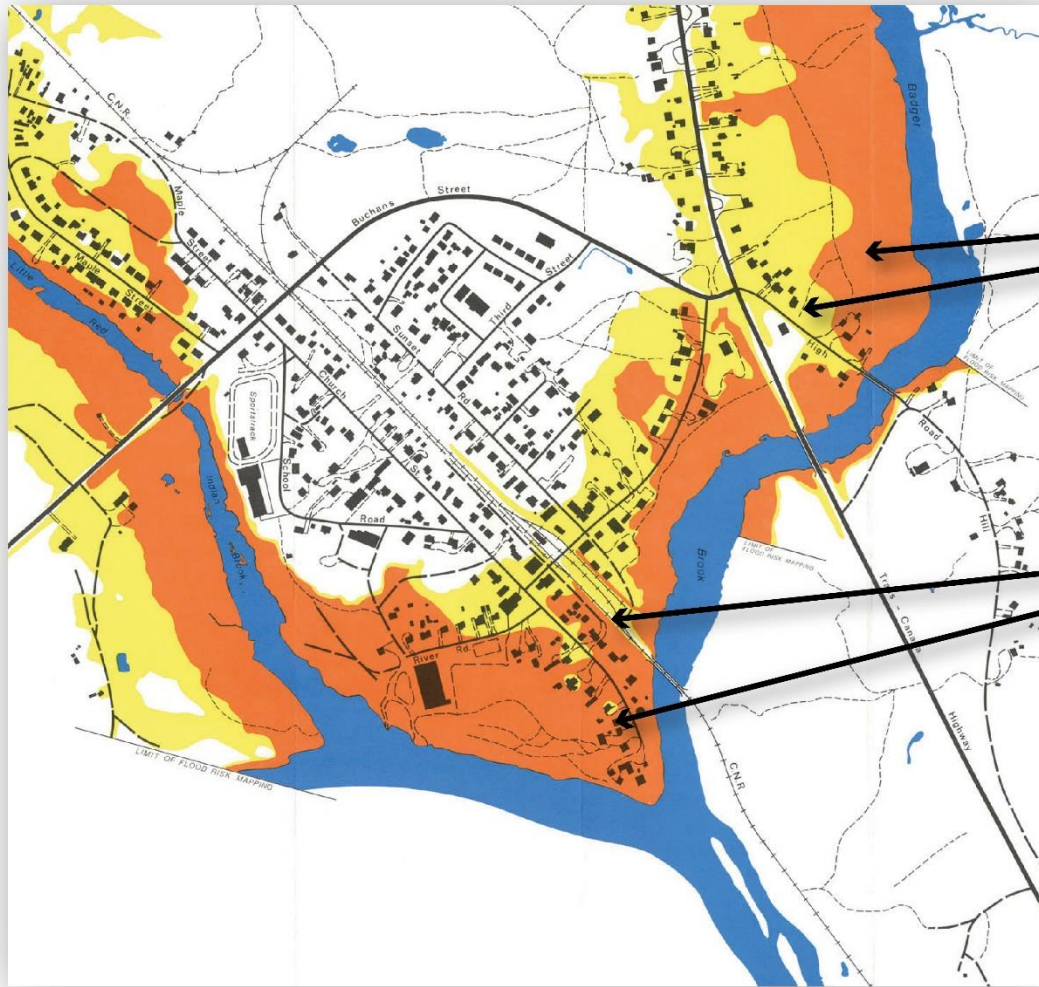 C.N.R.
Badger
Maple
Street
Buchans
Street
Little
Red
Indian
Brook
Maple
Street
Third
Street
Sunset
Rd
Church
St
Sportstrack
School
Road
High
Road
Hill
LIMIT OF
FLOOD RISK MAPPING
LIMIT OF
FLOOD RISK MAPPING
Brook
Trans
Canada
Highway
River Rd.
C.N.R.
LIMIT OF FLOOD RISK MAPPING